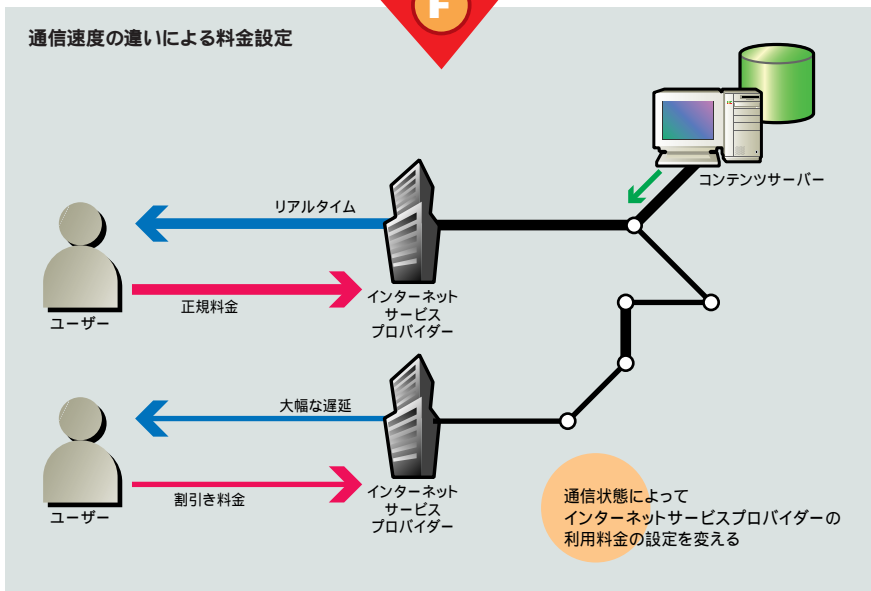 F
通信速度の違いによる料金設定
コンテンツサーバー
リアルタイム
正規料金
ユーザー
インターネット
サービス
プロバイダー
大幅な遅延
割引き料金
ユーザー
インターネット
サービス
プロバイダー
通信状態によって
インターネットサービスプロバイダーの
利用料金の設定を変える